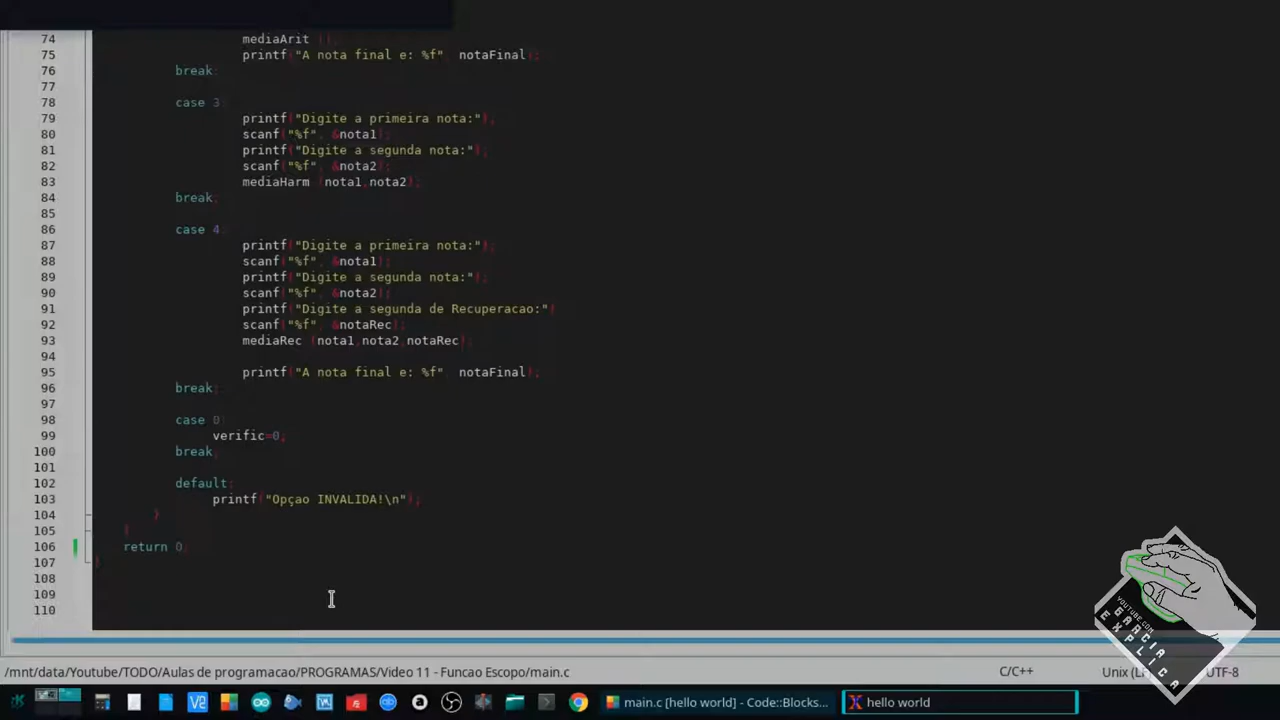 74 mediaArit ();
75 printf("A nota final e: %f", notaFinal);
76 break;
77
78 case 3:
79 printf("Digite a primeira nota:");
80 scanf("%f", &nota1);
81 printf("Digite a segunda nota:");
82 scanf("%f", &nota2);
83 mediaHarm (nota1,nota2);
84 break;
85
86 case 4:
87 printf("Digite a primeira nota:");
88 scanf("%f", &nota1);
89 printf("Digite a segunda nota:");
90 scanf("%f", &nota2);
91 printf("Digite a segunda de Recuperacao:")
92 scanf("%f", &notaRec);
93 mediaRec (nota1,nota2,notaRec);
94
95 printf("A nota final e: %f", notaFinal);
96 break;
97
98 case 0:
99 verific=0;
100 break;
101
102 default:
103 printf("Opçao INVALIDA!\n");
104 }
105 }
106 return 0;
107 }
108
109
110
YOUTUBE.COM
GARCIA
EXPLICA
/mnt/data/Youtube/TODO/Aulas de programacao/PROGRAMAS/Video 11 - Funcao Escopo/main.c
C/C++
Unix
UTF-8
main.c [hello world] - Code::Blocks...
hello world